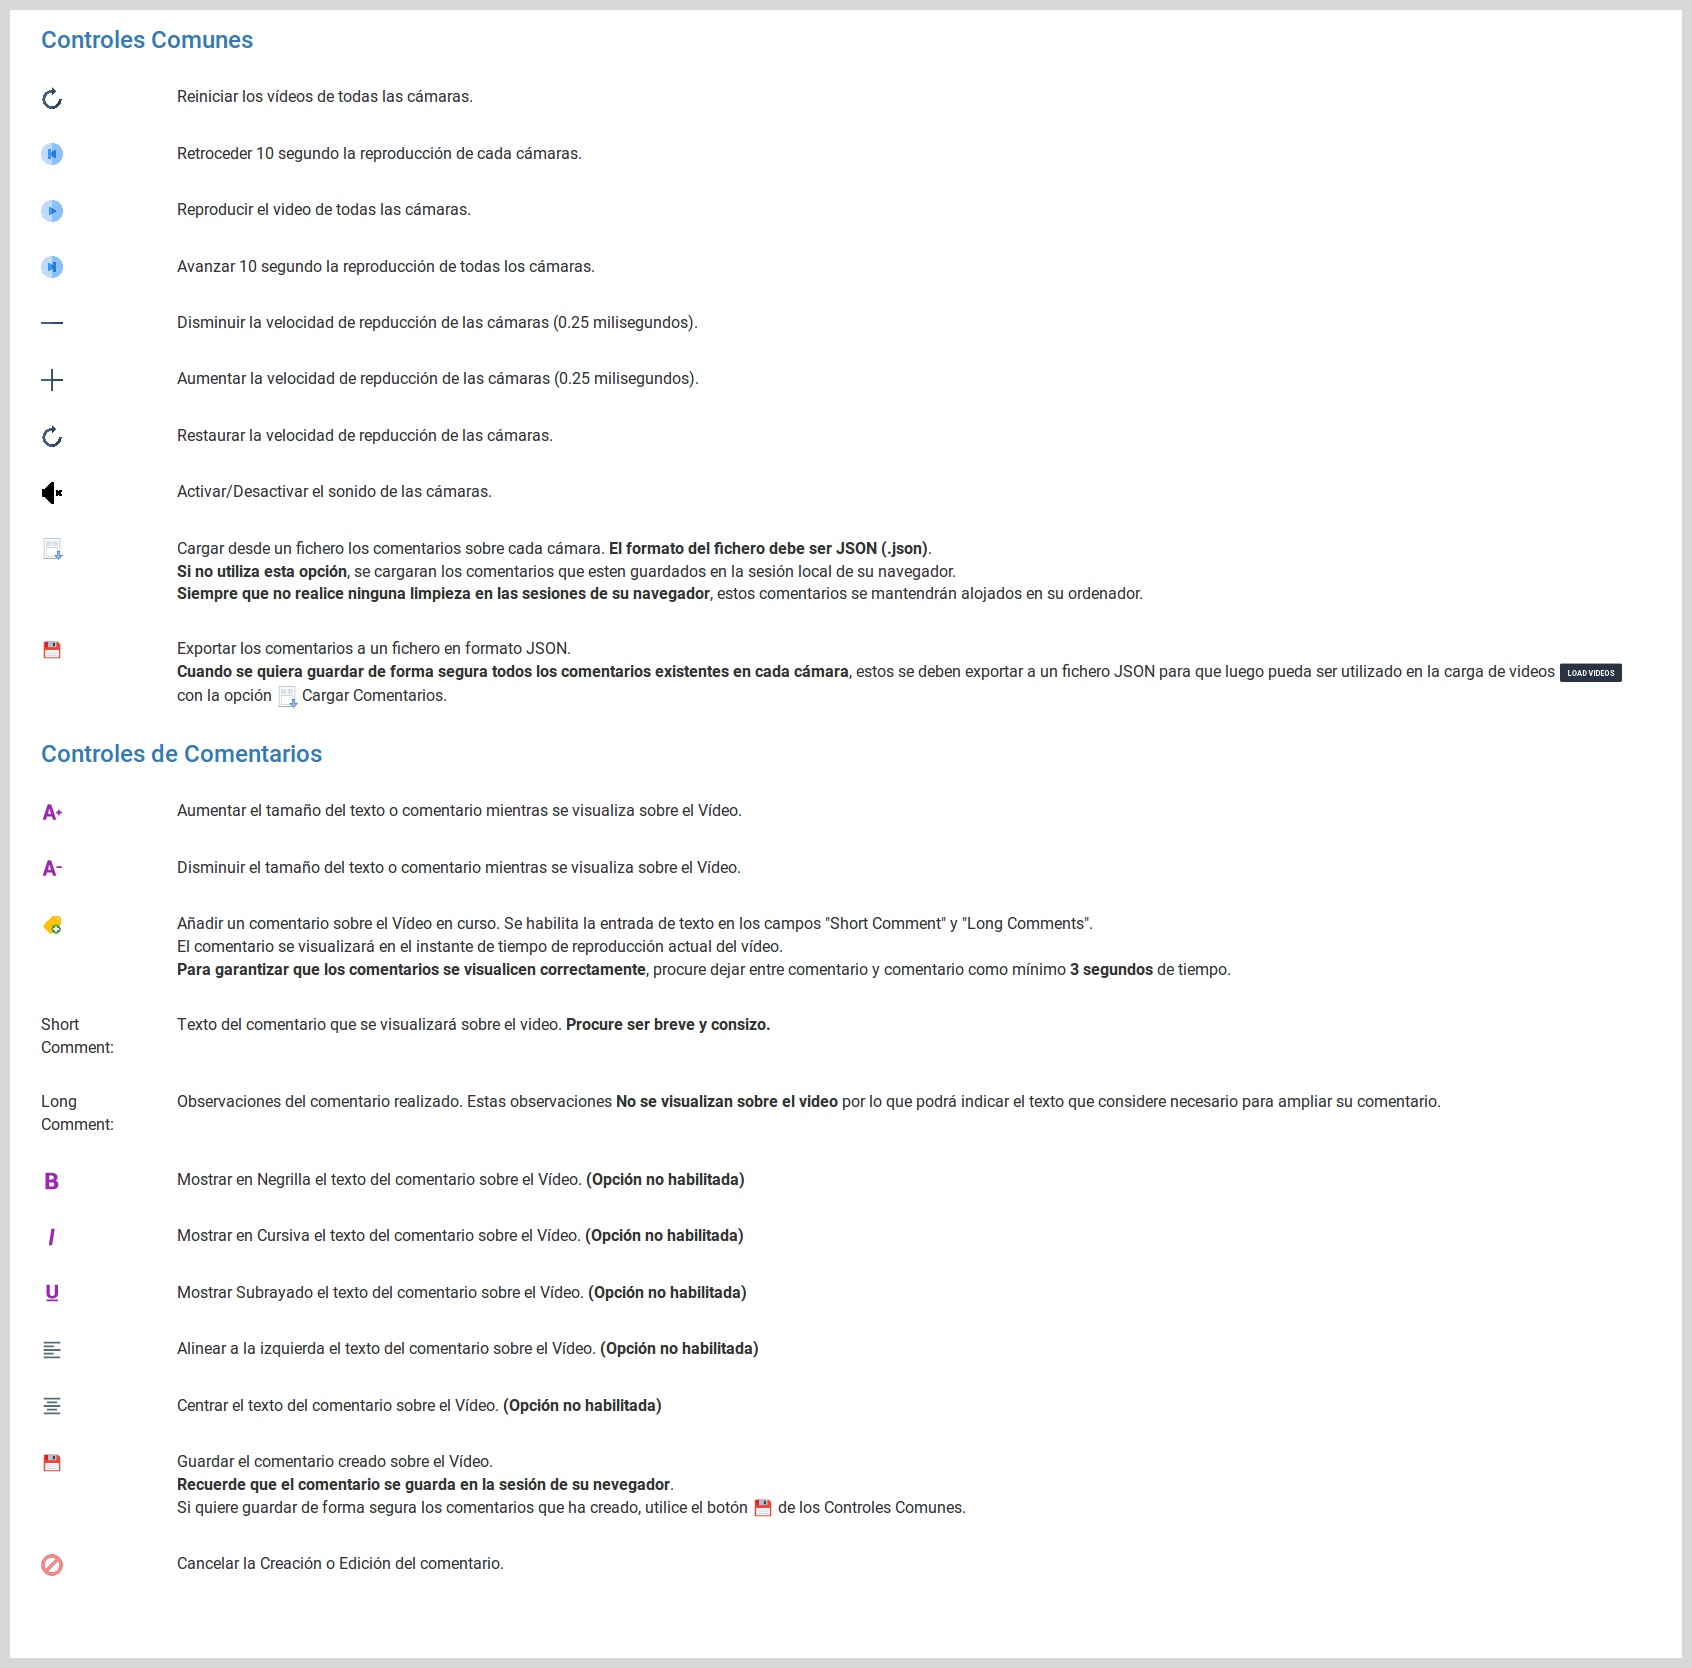 Controles Comunes
Reiniciar los vídeos de todas las cámaras.
Retroceder 10 segundo la reproducción de cada cámaras.
Reproducir el video de todas las cámaras.
Avanzar 10 segundo la reproducción de todas los cámaras.
Disminuir la velocidad de repducción de las cámaras (0.25 milisegundos).
Aumentar la velocidad de repducción de las cámaras (0.25 milisegundos).
Restaurar la velocidad de repducción de las cámaras.
Activar/Desactivar el sonido de las cámaras.
Cargar desde un fichero los comentarios sobre cada cámara. El formato del fichero debe ser JSON (.json).
Si no utiliza esta opción, se cargaran los comentarios que esten guardados en la sesión local de su navegador.
Siempre que no realice ninguna limpieza en las sesiones de su navegador, estos comentarios se mantendrán alojados en su ordenador.
Exportar los comentarios a un fichero en formato JSON.
Cuando se quiera guardar de forma segura todos los comentarios existentes en cada cámara, estos se deben exportar a un fichero JSON para que luego pueda ser utilizado en la carga de videos LOAD VIDEOS
con la opción Cargar Comentarios.
Controles de Comentarios
A+ Aumentar el tamaño del texto o comentario mientras se visualiza sobre el Vídeo.
A- Disminuir el tamaño del texto o comentario mientras se visualiza sobre el Vídeo.
Añadir un comentario sobre el Vídeo en curso. Se habilita la entrada de texto en los campos "Short Comment" y "Long Comments".
El comentario se visualizará en el instante de tiempo de reproducción actual del vídeo.
Para garantizar que los comentarios se visualicen correctamente, procure dejar entre comentario y comentario como mínimo 3 segundos de tiempo.
Short Texto del comentario que se visualizará sobre el video. Procure ser breve y consizo.
Comment:
Long Observaciones del comentario realizado. Estas observaciones No se visualizan sobre el video por lo que podrá indicar el texto que considere necesario para ampliar su comentario.
Comment:
B Mostrar en Negrilla el texto del comentario sobre el Vídeo. (Opción no habilitada)
I Mostrar en Cursiva el texto del comentario sobre el Vídeo. (Opción no habilitada)
U Mostrar Subrayado el texto del comentario sobre el Vídeo. (Opción no habilitada)
Alinear a la izquierda el texto del comentario sobre el Vídeo. (Opción no habilitada)
Centrar el texto del comentario sobre el Vídeo. (Opción no habilitada)
Guardar el comentario creado sobre el Vídeo.
Recuerde que el comentario se guarda en la sesión de su nevegador.
Si quiere guardar de forma segura los comentarios que ha creado, utilice el botón de los Controles Comunes.
Cancelar la Creación o Edición del comentario.